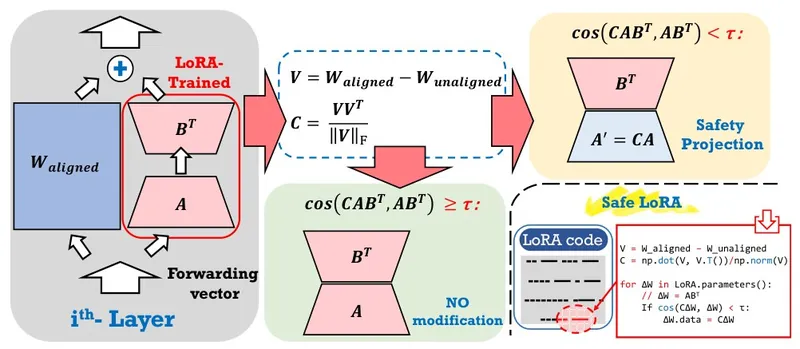 LoRA-
Trained
W_aligned
B^T
A
Forwarding
vector
i^th- Layer
V = W_aligned − W_unaligned
C = VV^T / ‖V‖_F
cos(CAB^T, AB^T) ≥ τ:
B^T
A
NO
modification
cos(CAB^T, AB^T) < τ:
B^T
A′ = CA
Safety
Projection
Safe LoRA
LoRA code
V = W_aligned − W_unaligned
C = np.dot(V, V.T())/np.norm(V)
for ΔW in LoRA.parameters():
// ΔW = AB^T
If cos(CΔW, ΔW) < τ:
ΔW.data = CΔW